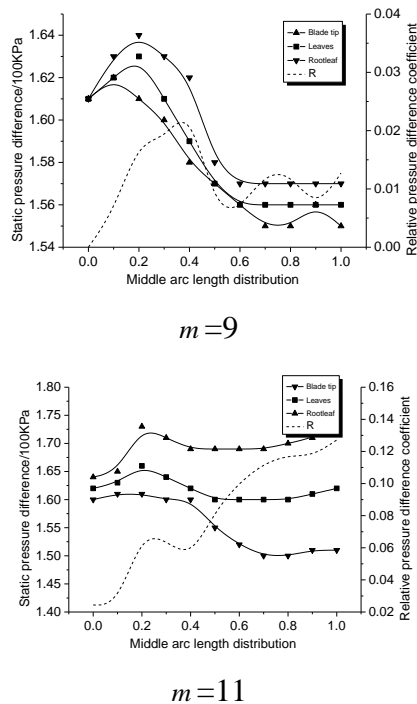 Static pressure difference/100KPa
1.64
1.62
1.60
1.58
1.56
1.54
0.04
0.03
0.02
0.01
0.00
Relative pressure difference coefficient
Blade tip
Leaves
Rootleaf
R
0.0 0.2 0.4 0.6 0.8 1.0
Middle arc length distribution
m =9
Static pressure difference/100KPa
1.80
1.75
1.70
1.65
1.60
1.55
1.50
1.45
1.40
0.16
0.14
0.12
0.10
0.08
0.06
0.04
0.02
Relative pressure difference coefficient
Blade tip
Leaves
Rootleaf
R
0.0 0.2 0.4 0.6 0.8 1.0
Middle arc length distribution
m =11